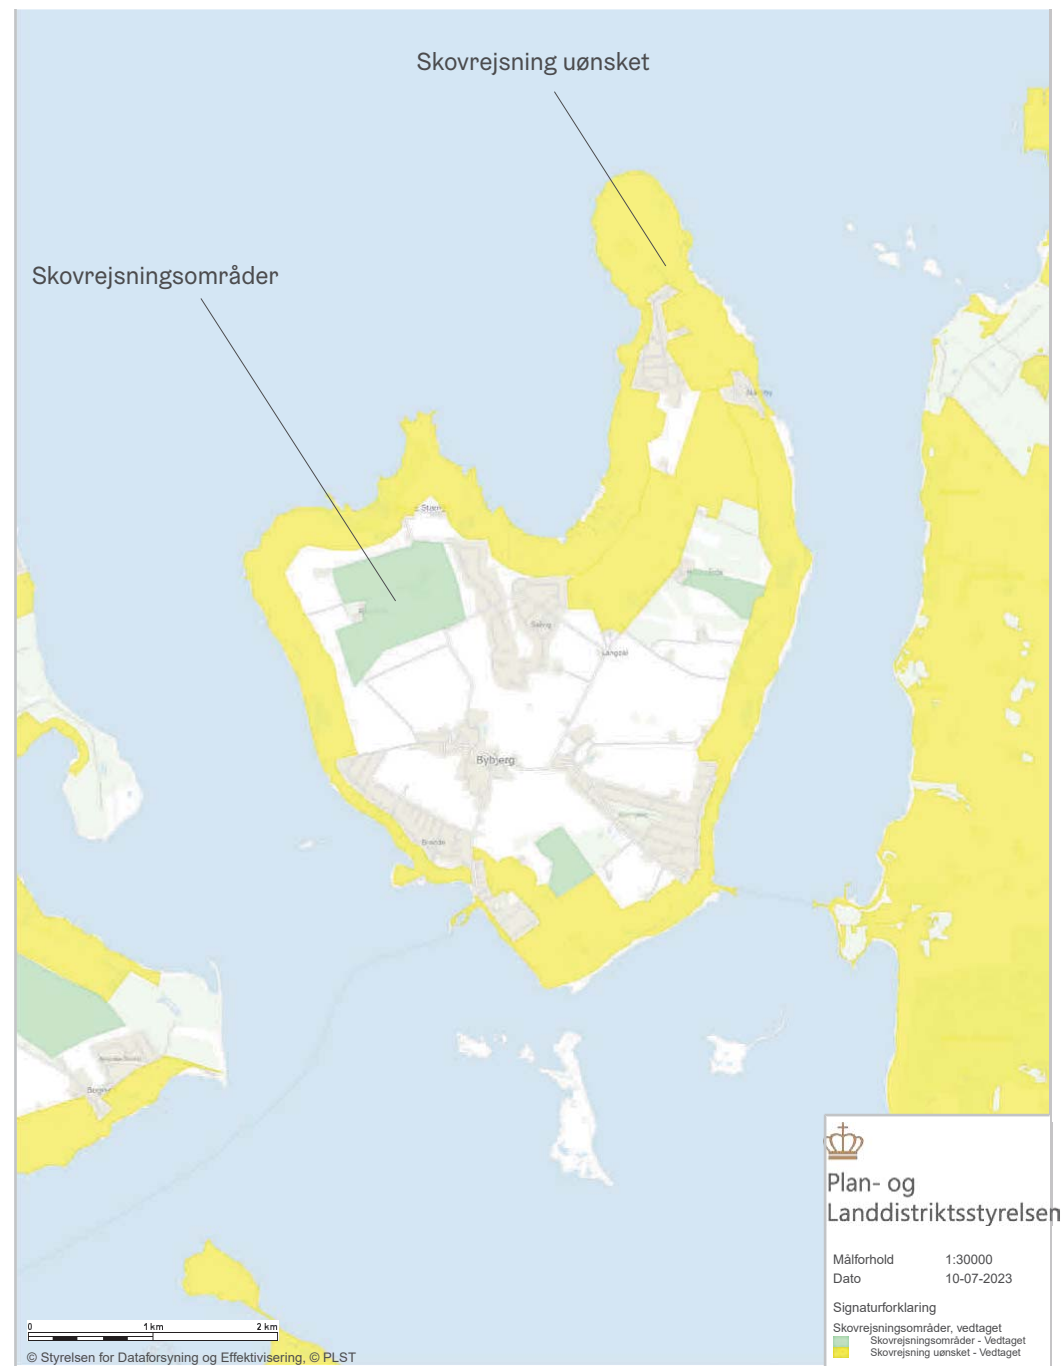 Skovrejsning uønsket
Skovrejsningsområder
Bybjerg
Langdal
Plan- og
Landdistriktsstyrelsen
Målforhold 1:30000
Dato 10-07-2023
Signaturforklaring
Skovrejsningsområder, vedtaget
Skovrejsningsområder - Vedtaget
Skovrejsning uønsket - Vedtaget
0 1 km 2 km
© Styrelsen for Dataforsyning og Effektivisering, © PLST